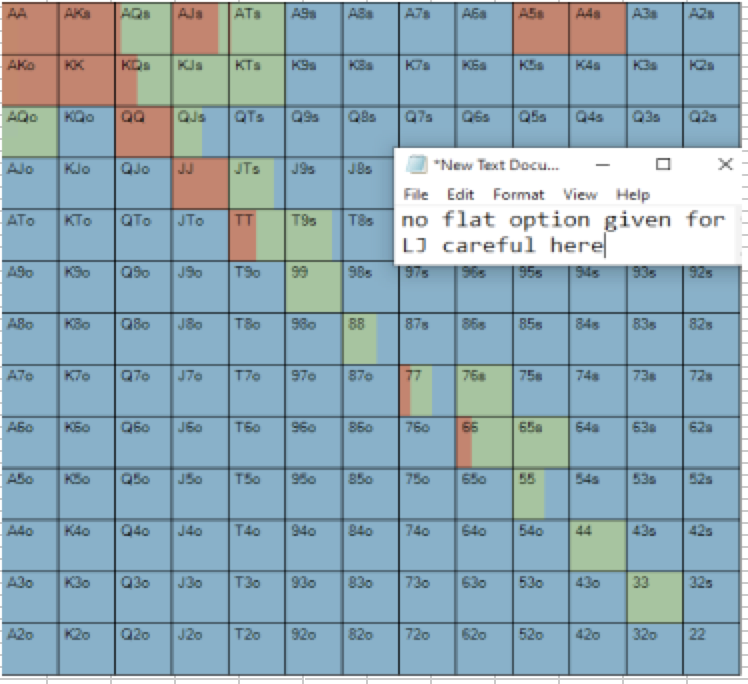 AA AKs AQs AJs ATs A9s A8s A7s A6s A5s A4s A3s A2s
AKo KK KQs KJs KTs K9s K8s K7s K6s K5s K4s K3s K2s
AQo KQo QQ QJs QTs Q9s Q8s Q7s Q6s Q5s Q4s Q3s Q2s
AJo KJo QJo JJ JTs J9s J8s
*New Text Docu...
File Edit Format View Help
no flat option given for
LJ careful here
ATo KTo QTo JTo TT T9s T8s
A9o K9o Q9o J9o T9o 99 98s 97s 96s 95s 94s 93s 92s
A8o K8o Q8o J8o T8o 98o 88 87s 86s 85s 84s 83s 82s
A7o K7o Q7o J7o T7o 97o 87o 77 76s 75s 74s 73s 72s
A6o K6o Q6o J6o T6o 96o 86o 76o 66 65s 64s 63s 62s
A5o K5o Q5o J5o T5o 95o 85o 75o 65o 55 54s 53s 52s
A4o K4o Q4o J4o T4o 94o 84o 74o 64o 54o 44 43s 42s
A3o K3o Q3o J3o T3o 93o 83o 73o 63o 53o 43o 33 32s
A2o K2o Q2o J2o T2o 92o 82o 72o 62o 52o 42o 32o 22